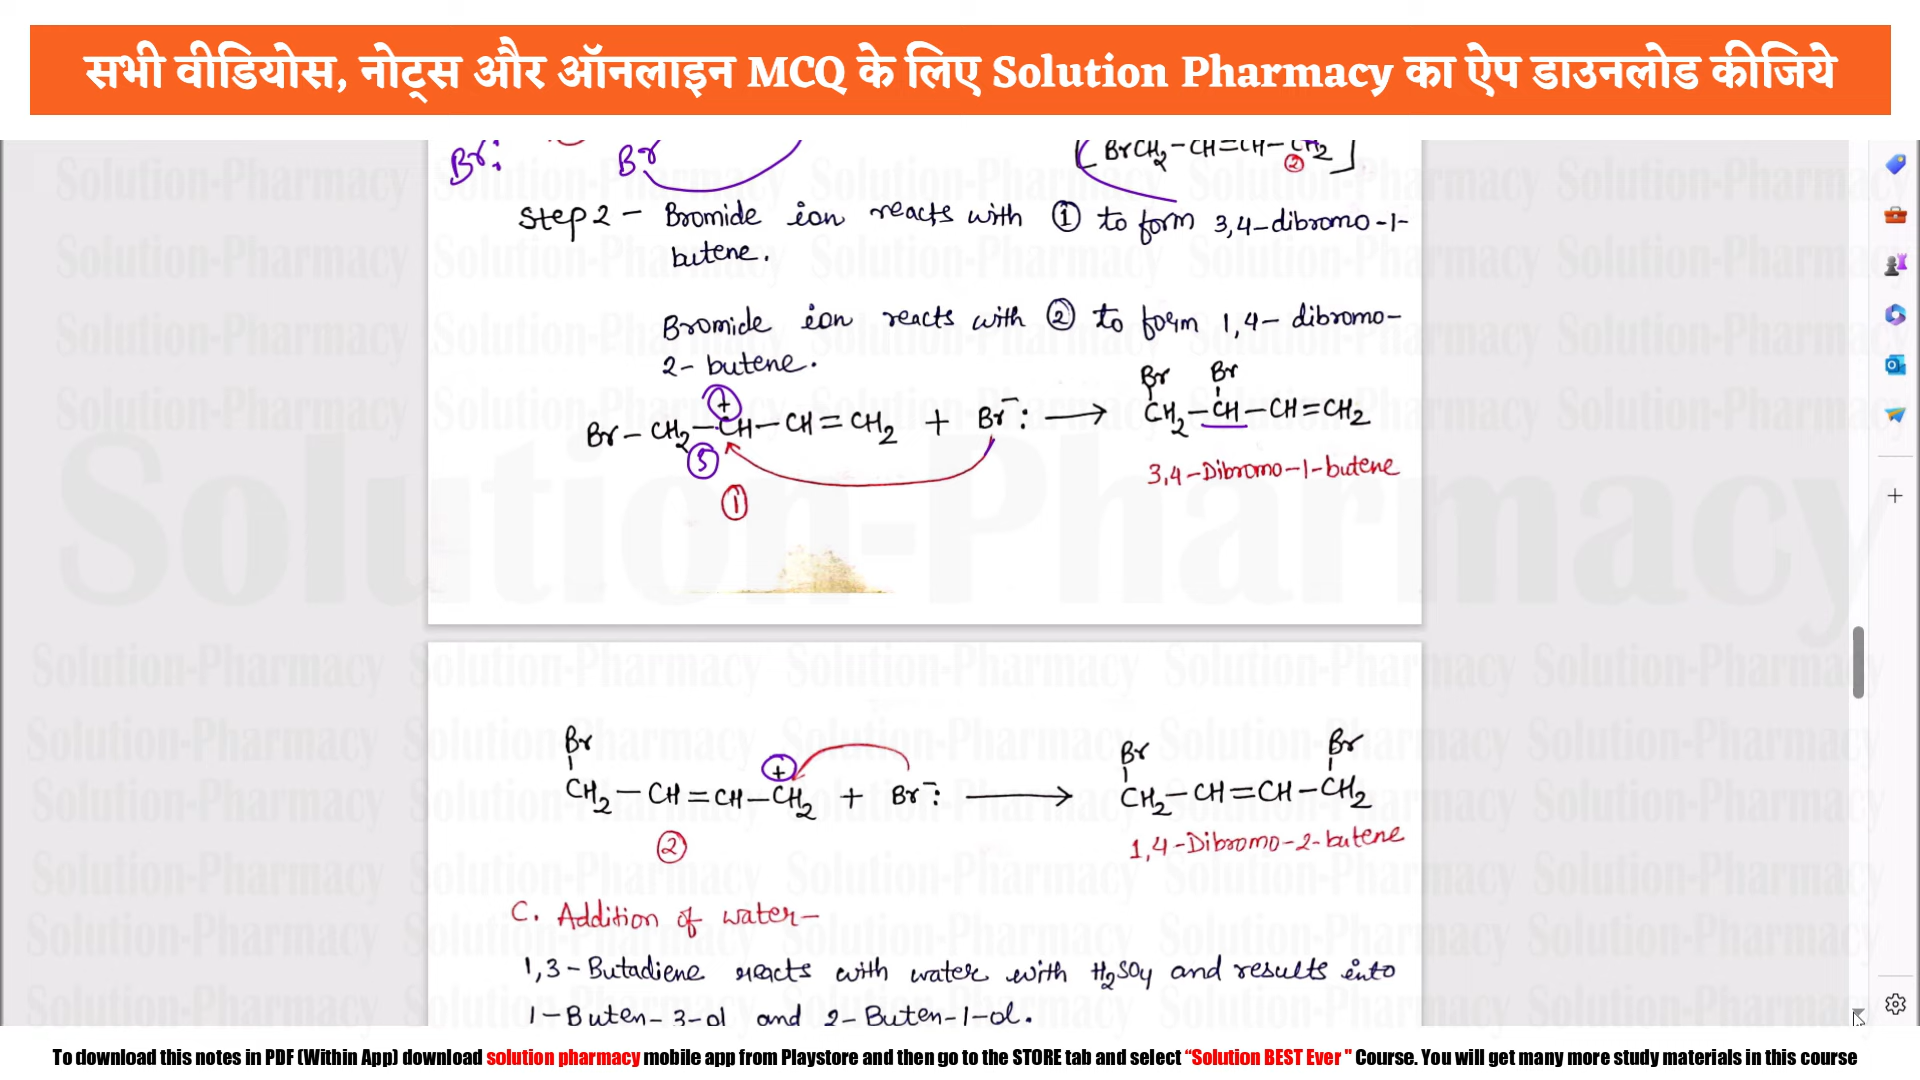 सभी वीडियोस, नोट्स और ऑनलाइन MCQ के लिए Solution Pharmacy का ऐप डाउनलोड कीजिये
Br: Br [BrCH2-CH=CH-CH2]
②
Step 2 - Bromide ion reacts with ① to form 3,4-dibromo-1-
butene.
Bromide ion reacts with ② to form 1,4-dibromo-
2-butene.
Br-CH2-CH-CH=CH2 + Br⁻: → CH2-CH-CH=CH2
+ Br Br
①
3,4-Dibromo-1-butene
Br Br Br
CH2-CH=CH-CH2 + Br⁻: → CH2-CH=CH-CH2
+
②
1,4-Dibromo-2-butene
C. Addition of water-
1,3-Butadiene reacts with water with H2SO4 and results into
1-Buten-3-ol and 2-Buten-1-ol.
Solution-Pharmacy
To download this notes in PDF (Within App) download solution pharmacy mobile app from Playstore and then go to the STORE tab and select “Solution BEST Ever " Course. You will get many more study materials in this course